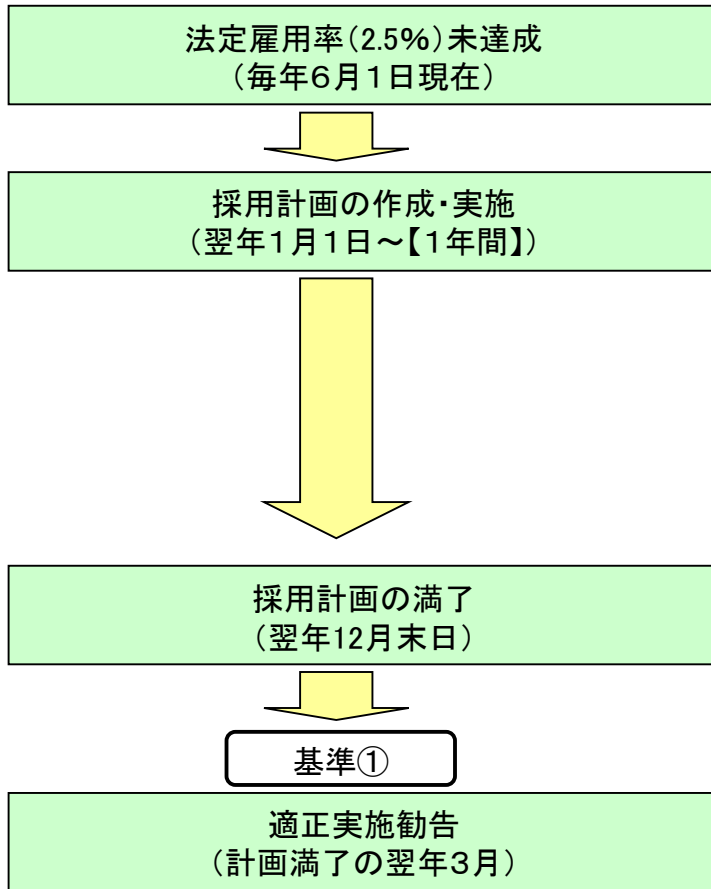 法定雇用率(2.5%)未達成
（毎年６月１日現在）
採用計画の作成・実施
（翌年１月１日～【１年間】）
採用計画の満了
（翌年12月末日）
基準①
適正実施勧告
（計画満了の翌年３月）